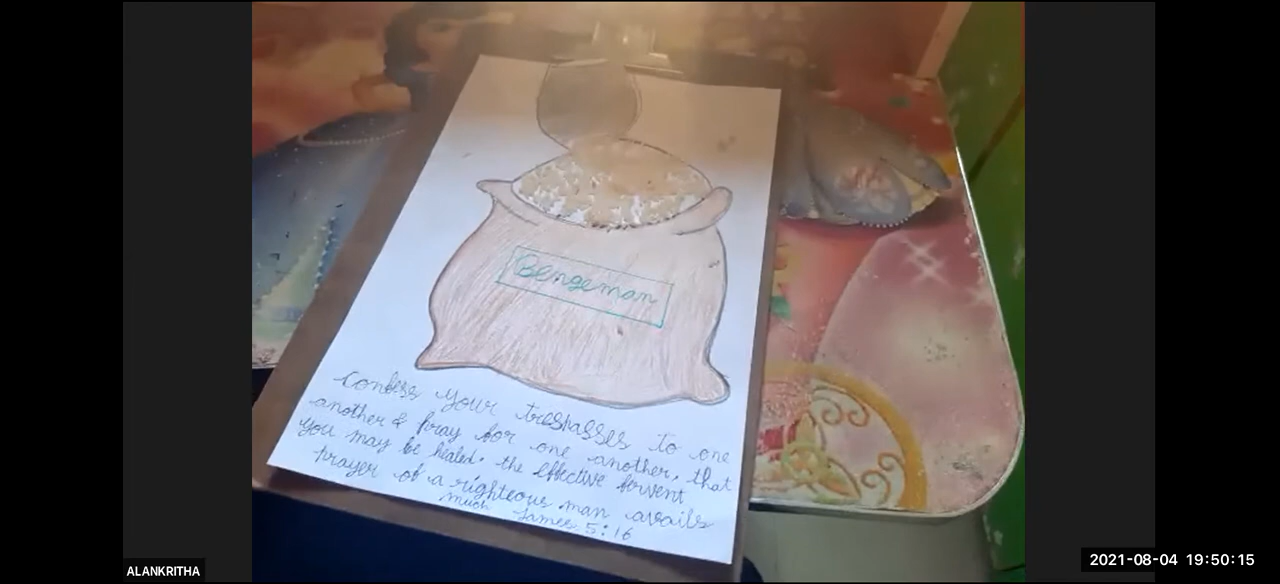 Bengeman
Confess your trespasses to one
another & pray for one another, that
you may be healed. the effective fervent
prayer of a righteous man avails
much James 5:16
ALANKRITHA
2021-08-04 19:50:15